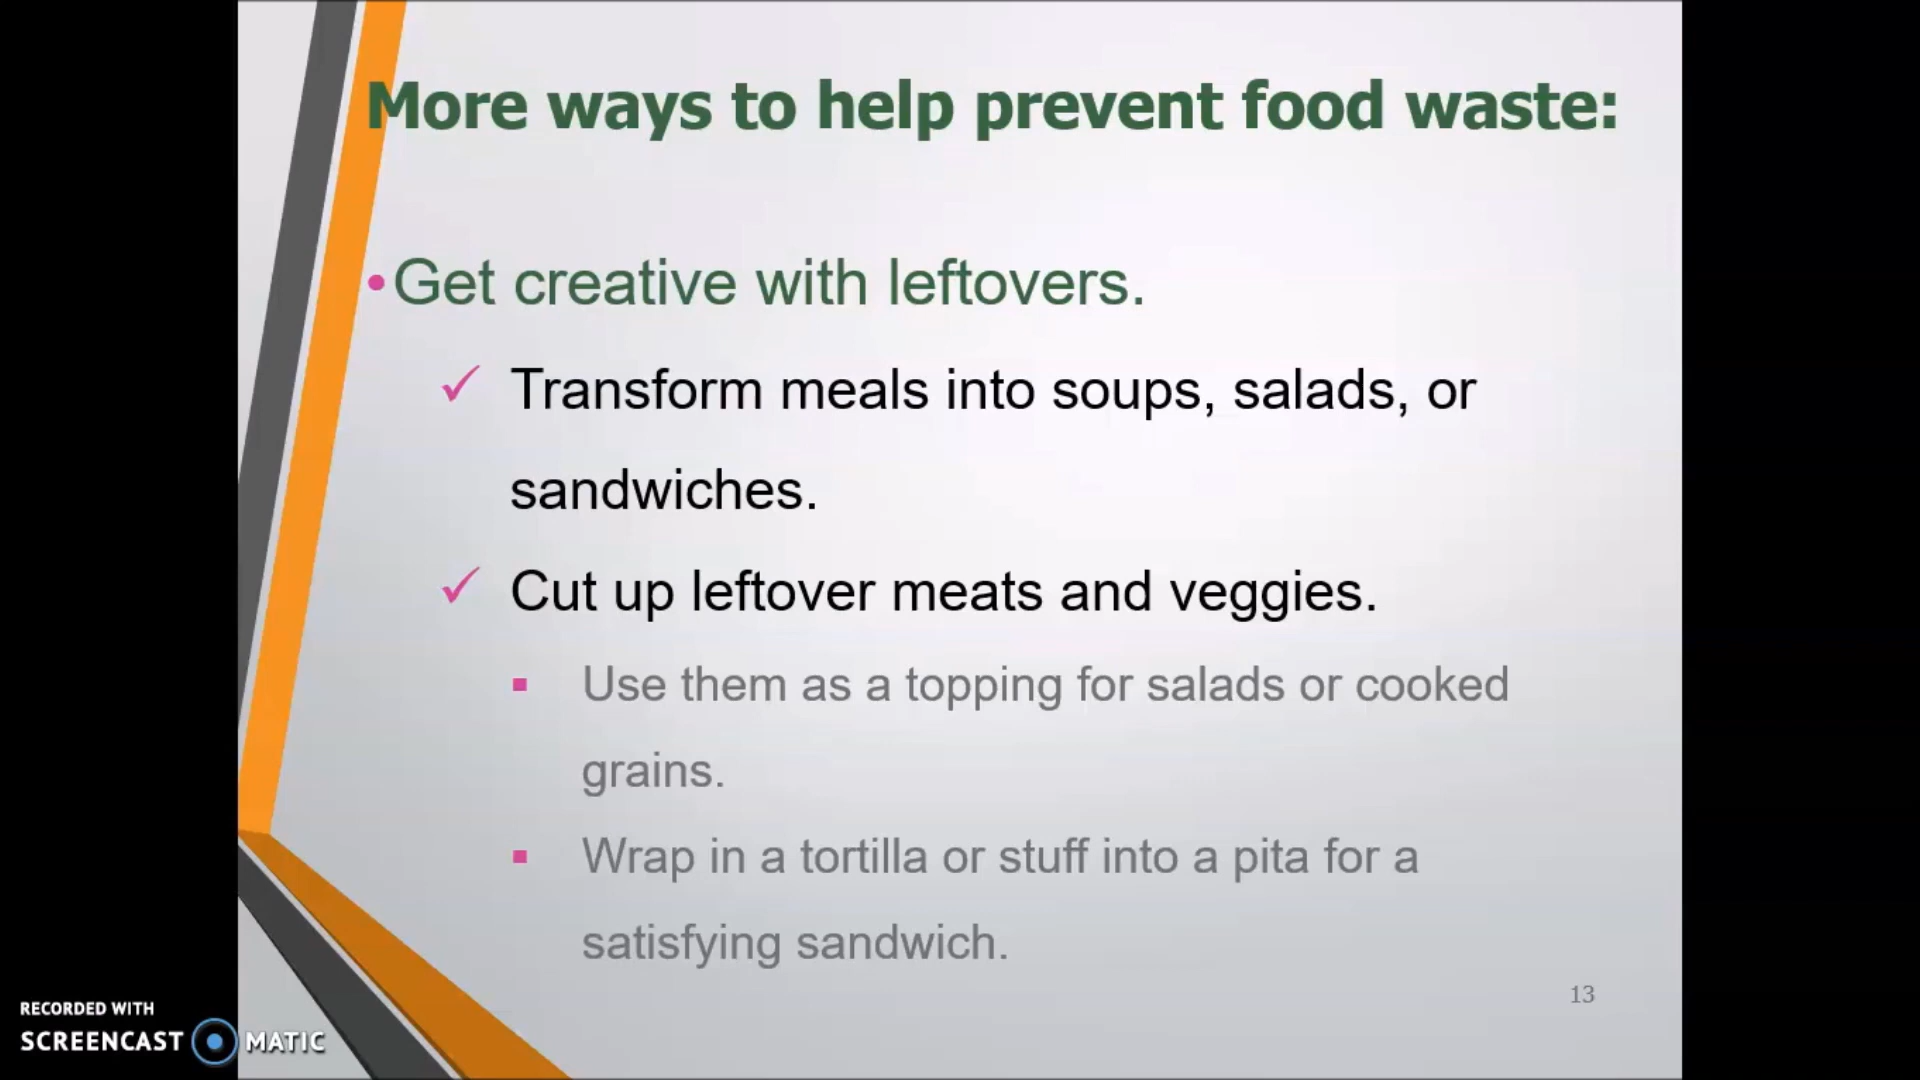 More ways to help prevent food waste:
•Get creative with leftovers.
✓ Transform meals into soups, salads, or
sandwiches.
✓ Cut up leftover meats and veggies.
▪ Use them as a topping for salads or cooked
grains.
▪ Wrap in a tortilla or stuff into a pita for a
satisfying sandwich.
13
RECORDED WITH
SCREENCAST MATIC